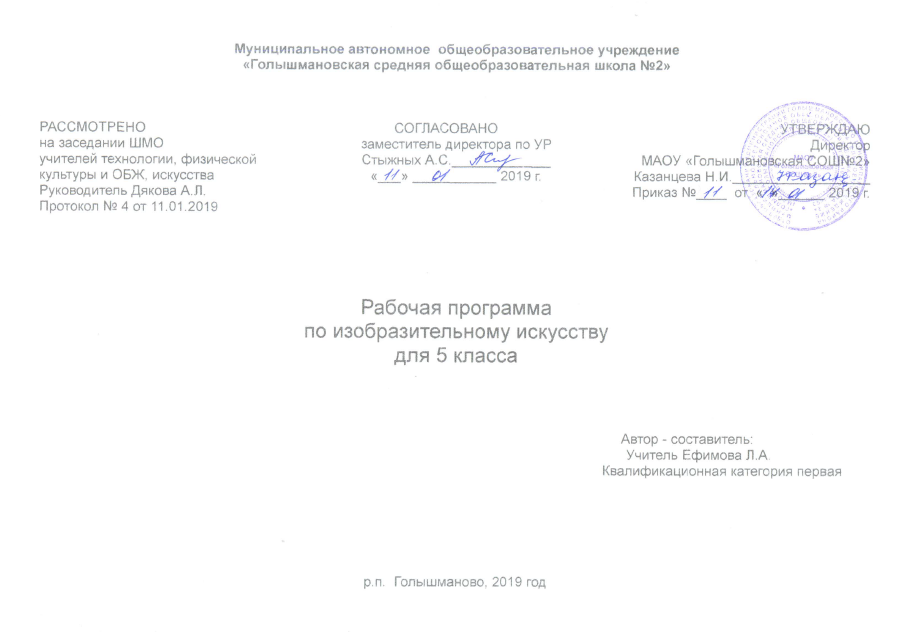 Муниципальное автономное общеобразовательное учреждение
«Голышмановская средняя общеобразовательная школа №2»
РАССМОТРЕНО
на заседании ШМО
учителей технологии, физической
культуры и ОБЖ, искусства
Руководитель Дякова А.Л.
Протокол № 4 от 11.01.2019
СОГЛАСОВАНО
заместитель директора по УР
Стыжных А.С.
« 11 » 01 2019 г.
УТВЕРЖДАЮ
Директор
МАОУ «Голышмановская СОШ№2»
Казанцева Н.И.
Приказ № 11 от « » 01 2019 г.
Рабочая программа
по изобразительному искусству
для 5 класса
Автор - составитель:
Учитель Ефимова Л.А
Квалификационная категория первая
р.п. Голышманово, 2019 год